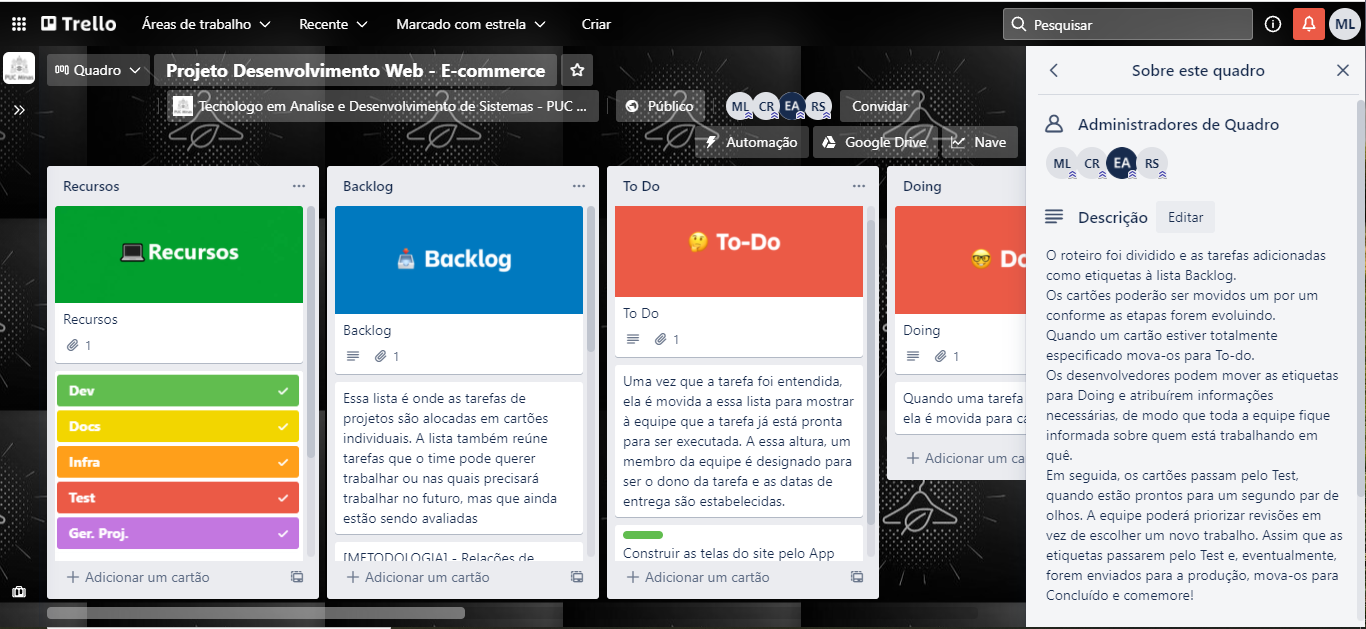 Trello
Áreas de trabalho
Recente
Marcado com estrela
Criar
Pesquisar
ML
PUC Minas
Quadro
Projeto Desenvolvimento Web - E-commerce
Tecnologo em Analise e Desenvolvimento de Sistemas - PUC ...
Público
ML CR EA RS
Convidar
Automação
Google Drive
Nave
Recursos
Recursos
Recursos
1
Dev
Docs
Infra
Test
Ger. Proj.
+ Adicionar um cartão
Backlog
Backlog
Backlog
1
Essa lista é onde as tarefas de
projetos são alocadas em cartões
individuais. A lista também reúne
tarefas que o time pode querer
trabalhar ou nas quais precisará
trabalhar no futuro, mas que ainda
estão sendo avaliadas
[METODOLOGIA] - Relações de
+ Adicionar um cartão
To Do
To-Do
To Do
1
Uma vez que a tarefa foi entendida,
ela é movida a essa lista para mostrar
à equipe que a tarefa já está pronta
para ser executada. A essa altura, um
membro da equipe é designado para
ser o dono da tarefa e as datas de
entrega são estabelecidas.
Construir as telas do site pelo App
+ Adicionar um cartão
Doing
Do
Doing
1
Quando uma tarefa
ela é movida para ca
+ Adicionar um ca
Sobre este quadro
Administradores de Quadro
ML CR EA RS
Descrição
Editar
O roteiro foi dividido e as tarefas adicionadas
como etiquetas à lista Backlog.
Os cartões poderão ser movidos um por um
conforme as etapas forem evoluindo.
Quando um cartão estiver totalmente
especificado mova-os para To-do.
Os desenvolvedores podem mover as etiquetas
para Doing e atribuírem informações
necessárias, de modo que toda a equipe fique
informada sobre quem está trabalhando em
quê.
Em seguida, os cartões passam pelo Test,
quando estão prontos para um segundo par de
olhos. A equipe poderá priorizar revisões em
vez de escolher um novo trabalho. Assim que as
etiquetas passarem pelo Test e, eventualmente,
forem enviados para a produção, mova-os para
Concluído e comemore!